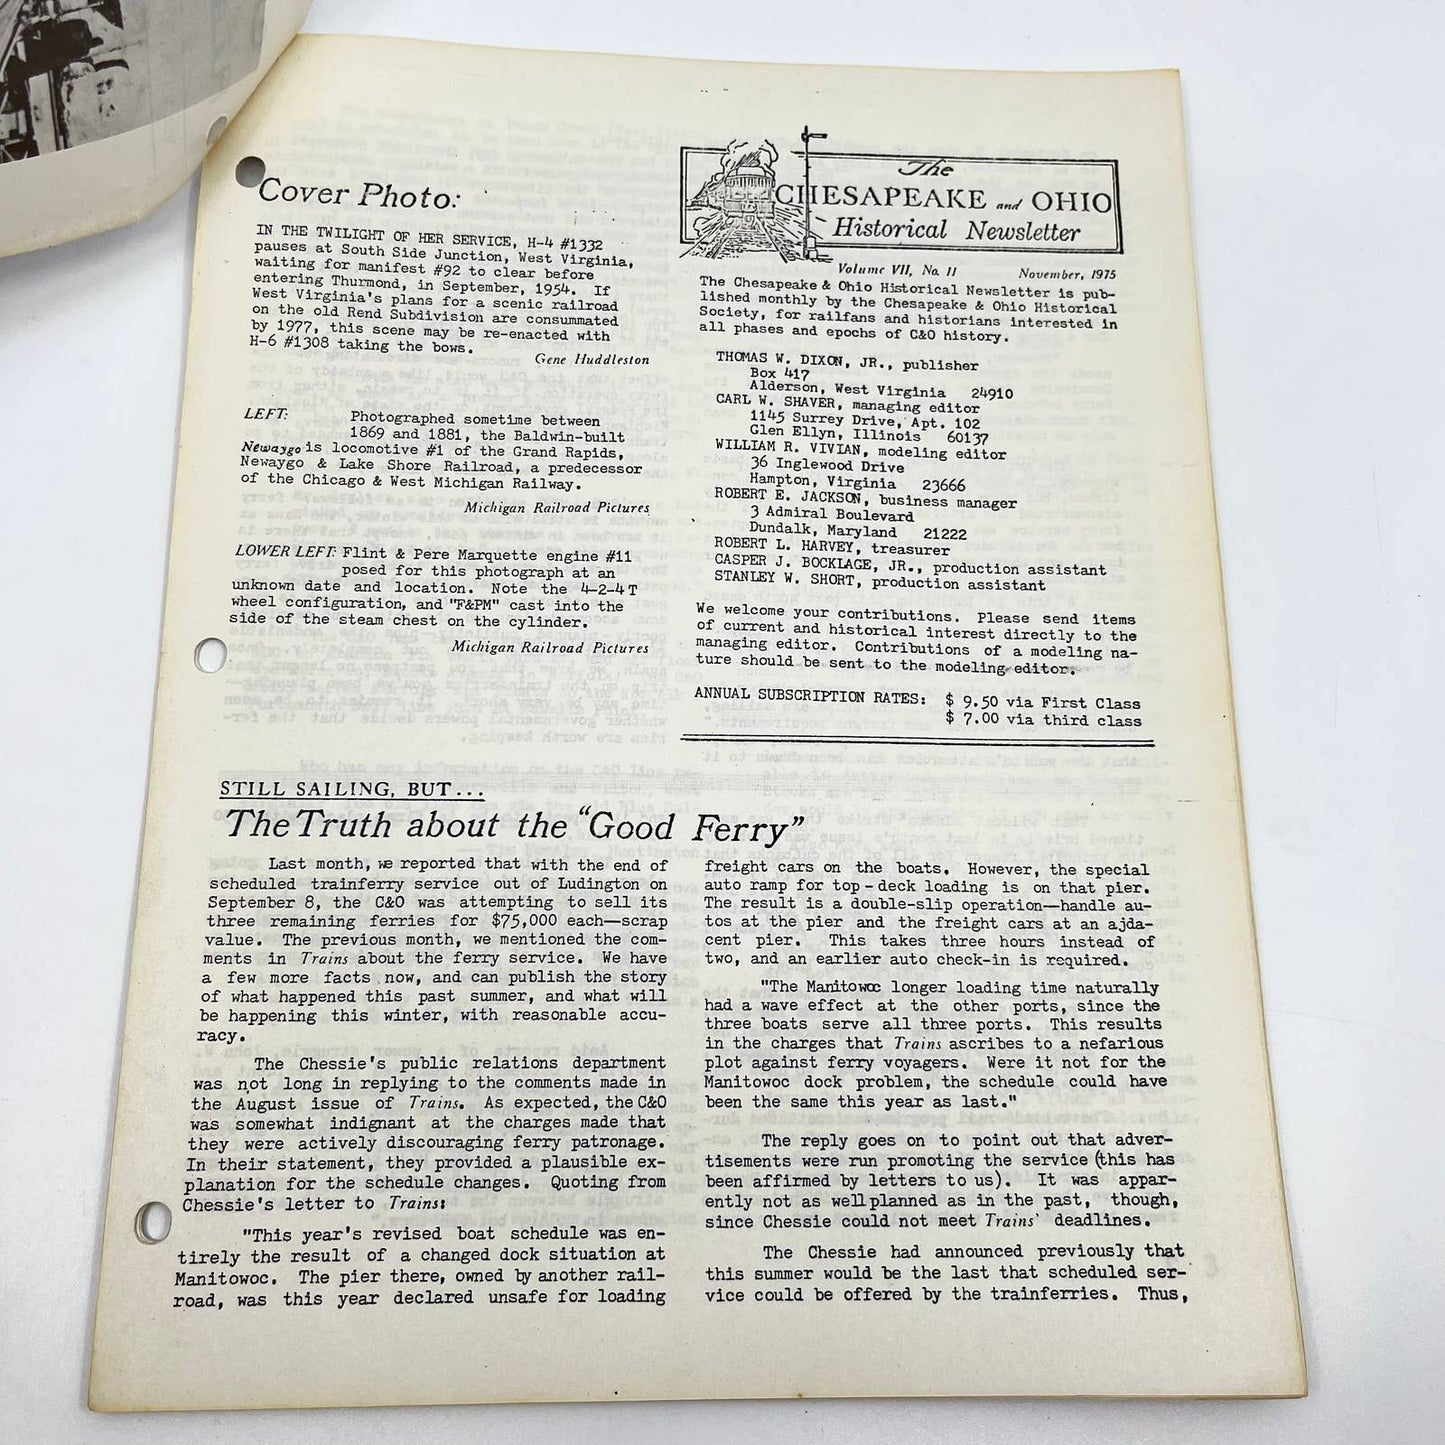 Cover Photo:
IN THE TWILIGHT OF HER SERVICE, H-4 #1332
pauses at South Side Junction, West Virginia,
waiting for manifest #92 to clear before
entering Thurmond, in September, 1954. If
West Virginia's plans for a scenic railroad
on the old Rend Subdivision are consummated
by 1977, this scene may be re-enacted with
H-6 #1308 taking the bows.
Gene Huddleston
LEFT: Photographed sometime between
1869 and 1881, the Baldwin-built
Newaygo is locomotive #1 of the Grand Rapids,
Newaygo & Lake Shore Railroad, a predecessor
of the Chicago & West Michigan Railway.
Michigan Railroad Pictures
LOWER LEFT: Flint & Pere Marquette engine #11
posed for this photograph at an
unknown date and location. Note the 4-2-4T
wheel configuration, and "F&PM" cast into the
side of the steam chest on the cylinder.
Michigan Railroad Pictures
The
CHESAPEAKE and OHIO
Historical Newsletter
Volume VII, No. 11 November, 1975
The Chesapeake & Ohio Historical Newsletter is pub-
lished monthly by the Chesapeake & Ohio Historical
Society, for railfans and historians interested in
all phases and epochs of C&O history.
THOMAS W. DIXON, JR., publisher
Box 417
Alderson, West Virginia 24910
CARL W. SHAVER, managing editor
1145 Surrey Drive, Apt. 102
Glen Ellyn, Illinois 60137
WILLIAM R. VIVIAN, modeling editor
36 Inglewood Drive
Hampton, Virginia 23666
ROBERT E. JACKSON, business manager
3 Admiral Boulevard
Dundalk, Maryland 21222
ROBERT L. HARVEY, treasurer
CASPER J. BOCKLAGE, JR., production assistant
STANLEY W. SHORT, production assistant
We welcome your contributions. Please send items
of current and historical interest directly to the
managing editor. Contributions of a modeling na-
ture should be sent to the modeling editor.
ANNUAL SUBSCRIPTION RATES: $ 9.50 via First Class
$ 7.00 via third class
STILL SAILING, BUT...
The Truth about the "Good Ferry"
Last month, we reported that with the end of
scheduled trainferry service out of Ludington on
September 8, the C&O was attempting to sell its
three remaining ferries for $75,000 each—scrap
value. The previous month, we mentioned the com-
ments in Trains about the ferry service. We have
a few more facts now, and can publish the story
of what happened this past summer, and what will
be happening this winter, with reasonable accu-
racy.
The Chessie's public relations department
was not long in replying to the comments made in
the August issue of Trains. As expected, the C&O
was somewhat indignant at the charges made that
they were actively discouraging ferry patronage.
In their statement, they provided a plausible ex-
planation for the schedule changes. Quoting from
Chessie's letter to Trains:
"This year's revised boat schedule was en-
tirely the result of a changed dock situation at
Manitowoc. The pier there, owned by another rail-
road, was this year declared unsafe for loading
freight cars on the boats. However, the special
auto ramp for top-deck loading is on that pier.
The result is a double-slip operation—handle au-
tos at the pier and the freight cars at an ajda-
cent pier. This takes three hours instead of
two, and an earlier auto check-in is required.
"The Manitowoc longer loading time naturally
had a wave effect at the other ports, since the
three boats serve all three ports. This results
in the charges that Trains ascribes to a nefarious
plot against ferry voyagers. Were it not for the
Manitowoc dock problem, the schedule could have
been the same this year as last."
The reply goes on to point out that adver-
tisements were run promoting the service (this has
been affirmed by letters to us). It was appar-
ently not as well planned as in the past, though,
since Chessie could not meet Trains' deadlines.
The Chessie had announced previously that
this summer would be the last that scheduled ser-
vice could be offered by the trainferries. Thus,